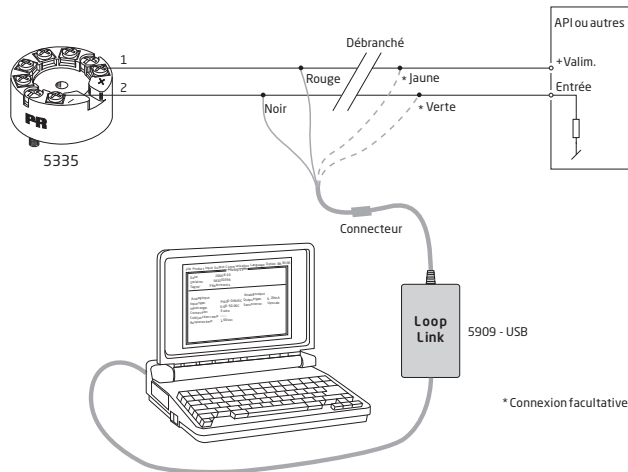 API ou autres
Débranché
1
+Valim.
Rouge
* Jaune
2
Entrée
Noir
* Verte
PR
5335
Connecteur
Loop
Link
5909 - USB
* Connexion facultative